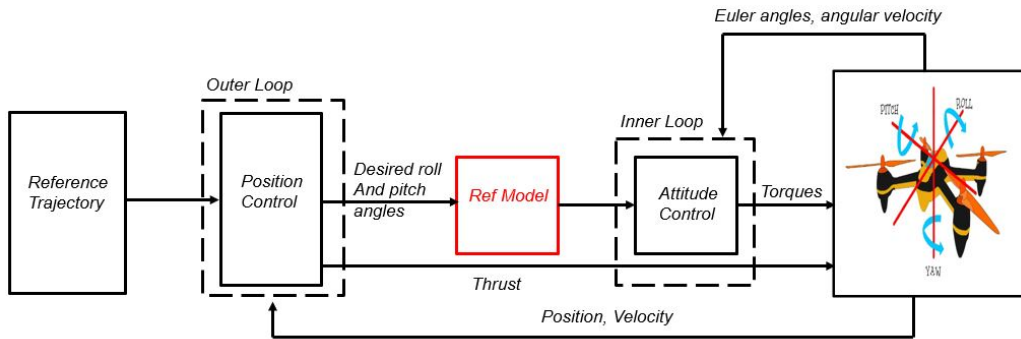 Euler angles, angular velocity
Outer Loop
Inner Loop
PITCH
ROLL
Reference
Trajectory
Position
Control
Desired roll
And pitch
angles
Ref Model
Attitude
Control
Torques
YAW
Thrust
Position, Velocity